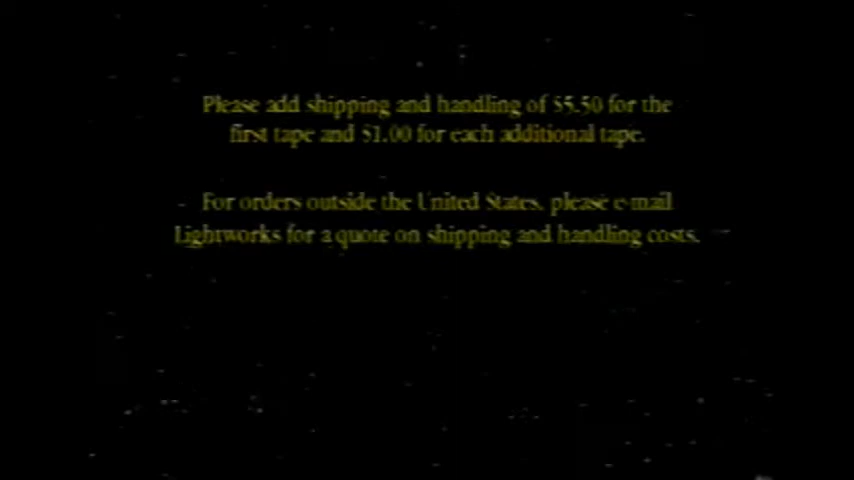 Please add shipping and handling of $5.50 for the
first tape and $1.00 for each additional tape.
For orders outside the United States, please e-mail
Lightworks for a quote on shipping and handling costs.